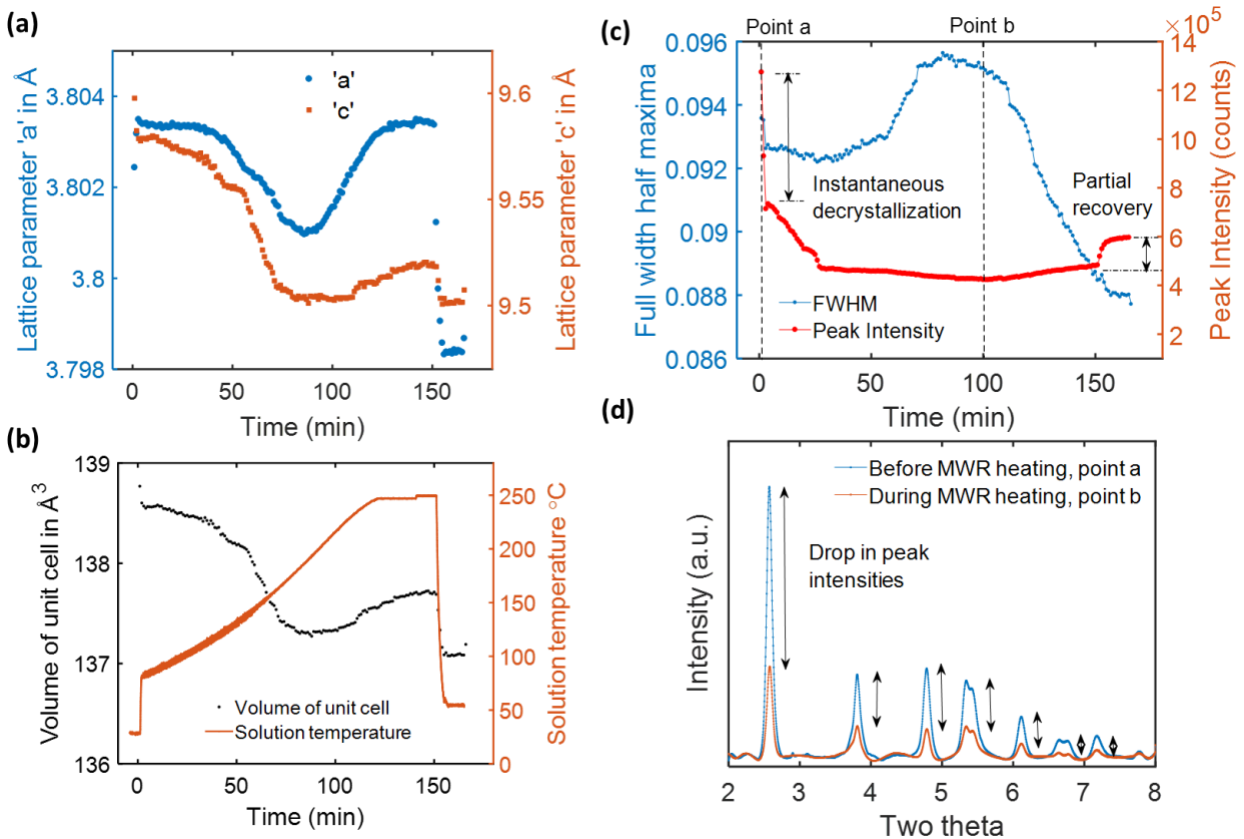 (a)
Lattice parameter 'a' in Å
3.804
3.802
3.8
3.798
'a'
'c'
9.6
9.55
9.5
Lattice parameter 'c' in Å
0
50
100
150
Time (min)
(b)
Volume of unit cell in Å3
139
138
137
136
Volume of unit cell
Solution temperature
250
200
150
100
50
0
Solution temperature °C
0
50
100
150
Time (min)
(c)
Point a
Point b
×10^5
Full width half maxima
0.096
0.094
0.092
0.09
0.088
0.086
Instantaneous
decrystallization
Partial
recovery
FWHM
Peak Intensity
14
12
10
8
6
4
2
Peak Intensity (counts)
0
50
100
150
Time (min)
(d)
Intensity (a.u.)
Before MWR heating, point a
During MWR heating, point b
Drop in peak
intensities
2
3
4
5
6
7
8
Two theta